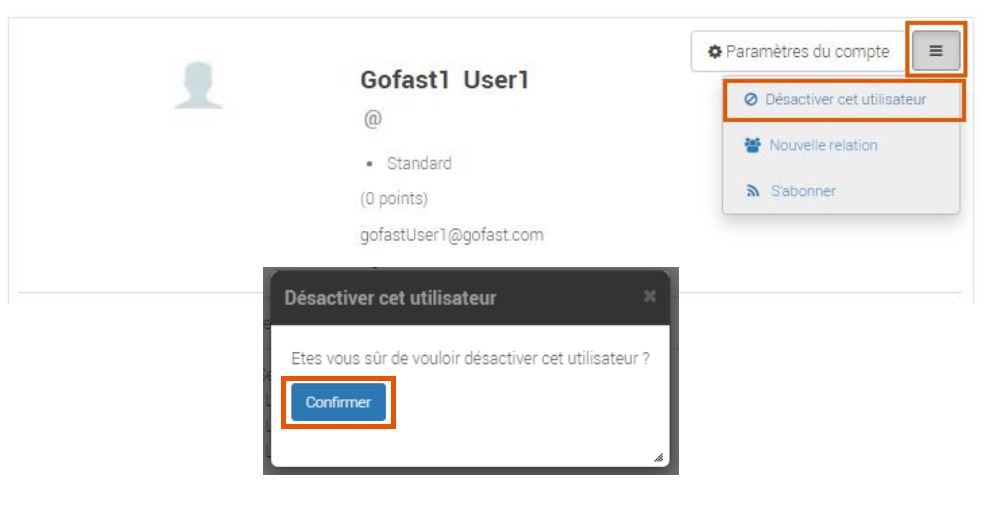 Paramètres du compte
Gofast1 User1
Désactiver cet utilisateur
@
Nouvelle relation
• Standard
S'abonner
(0 points)
gofastUser1@gofast.com
Désactiver cet utilisateur
Etes vous sûr de vouloir désactiver cet utilisateur ?
Confirmer